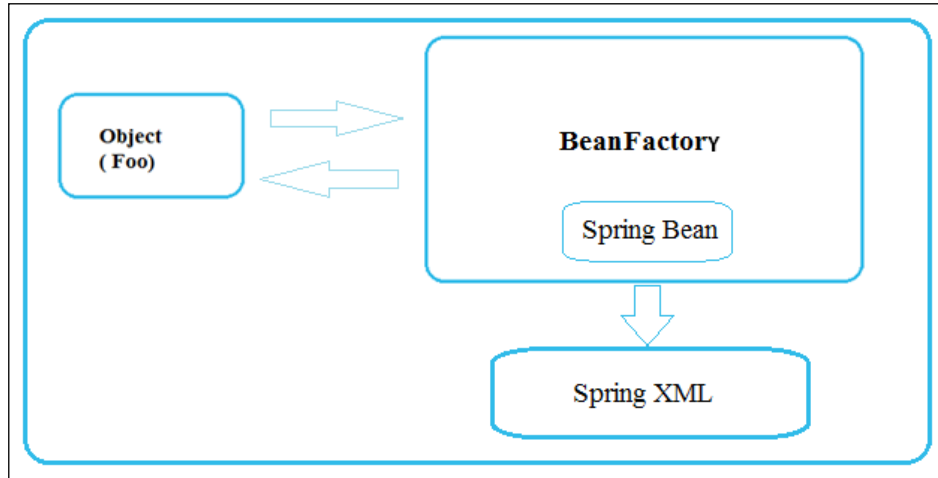 Object
( Foo)
BeanFactory
Spring Bean
Spring XML